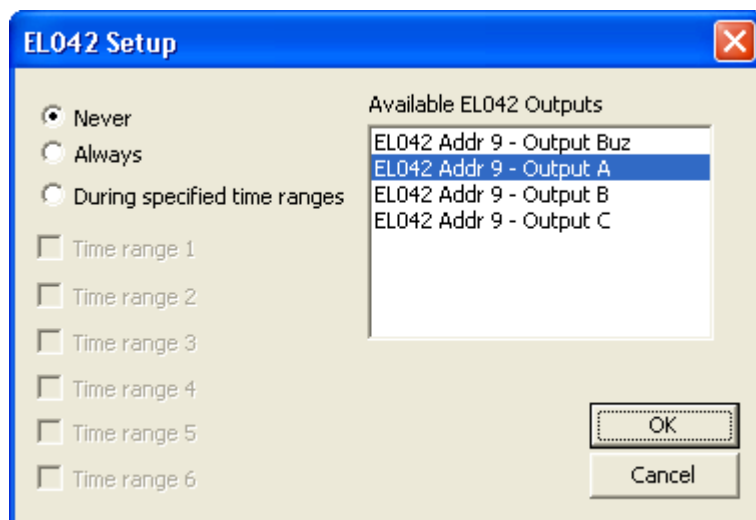 EL042 Setup
Never
Always
During specified time ranges
Time range 1
Time range 2
Time range 3
Time range 4
Time range 5
Time range 6
Available EL042 Outputs
EL042 Addr 9 - Output Buz
EL042 Addr 9 - Output A
EL042 Addr 9 - Output B
EL042 Addr 9 - Output C
OK
Cancel